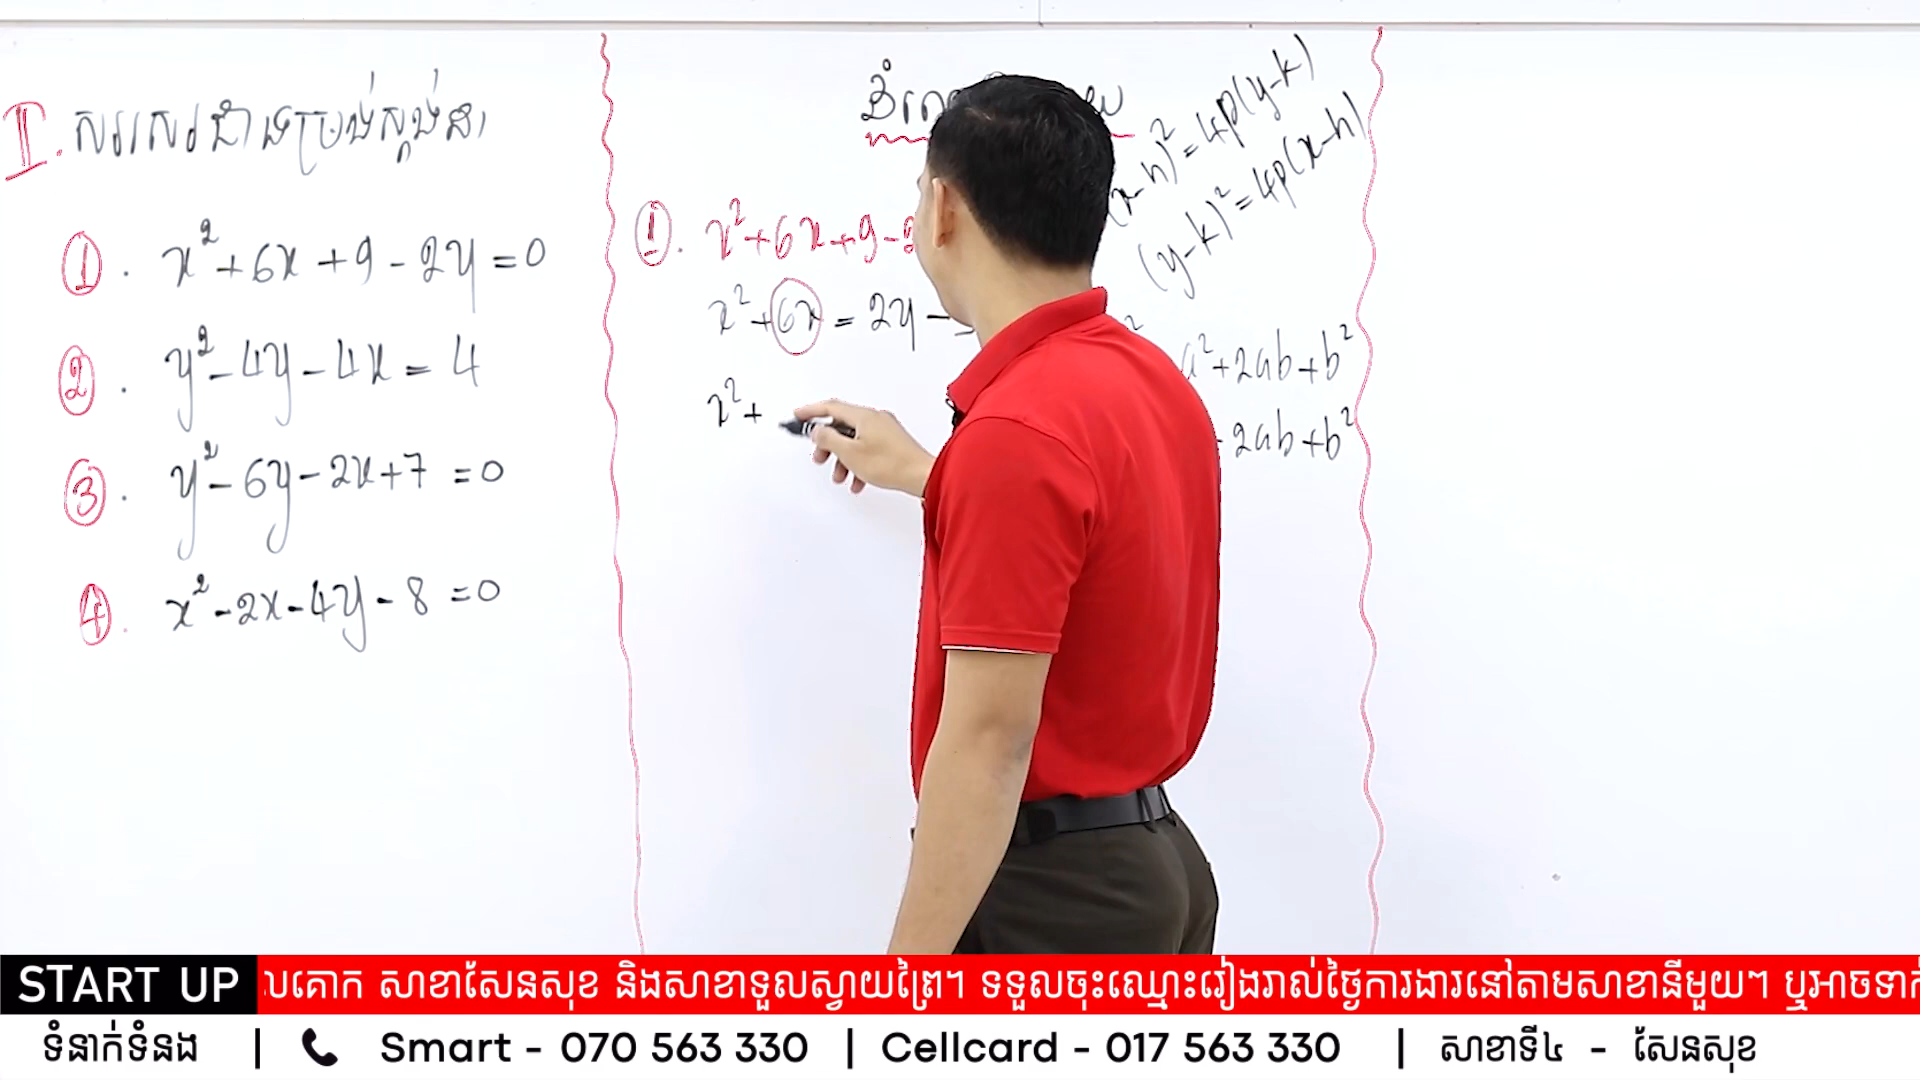 II. សរសេរជាទម្រង់ស្តង់ដា
① . x² + 6x + 9 - 2y = 0
② . y² - 4y - 4x = 4
③ . y² - 6y - 2x + 7 = 0
④ . x² - 2x - 4y - 8 = 0
①. x² + 6x + 9 - 2
x² + 6x = 2y -
x² +
(x-h)² = 4p(y-k)
(y-k)² = 4p(x-h)
a² + 2ab + b²
- 2ab + b²
START UP
លគោក សាខាសែនសុខ និងសាខាទួលស្វាយព្រៃ។ ទទួលចុះឈ្មោះរៀងរាល់ថ្ងៃការងារនៅតាមសាខានីមួយៗ ឬអាចទាក់
ទំនាក់ទំនង | Smart - 070 563 330 | Cellcard - 017 563 330 | សាខាទី៤ - សែនសុខ